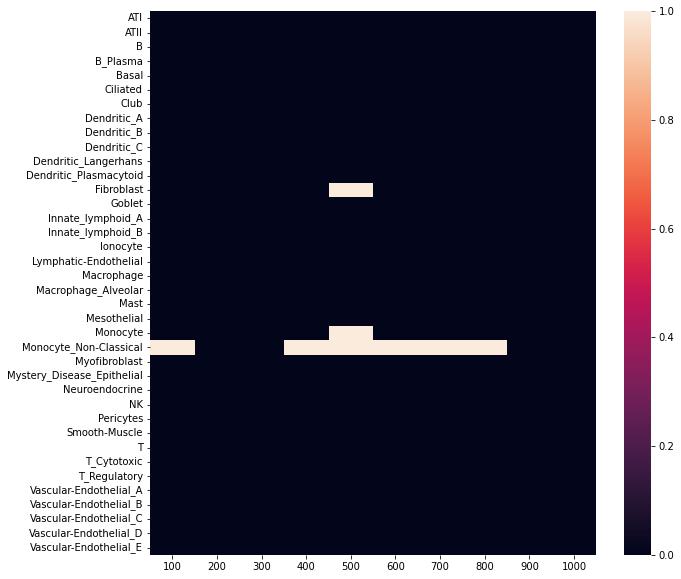 ATI
ATII
B
B_Plasma
Basal
Ciliated
Club
Dendritic_A
Dendritic_B
Dendritic_C
Dendritic_Langerhans
Dendritic_Plasmacytoid
Fibroblast
Goblet
Innate_lymphoid_A
Innate_lymphoid_B
Ionocyte
Lymphatic-Endothelial
Macrophage
Macrophage_Alveolar
Mast
Mesothelial
Monocyte
Monocyte_Non-Classical
Myofibroblast
Mystery_Disease_Epithelial
Neuroendocrine
NK
Pericytes
Smooth-Muscle
T
T_Cytotoxic
T_Regulatory
Vascular-Endothelial_A
Vascular-Endothelial_B
Vascular-Endothelial_C
Vascular-Endothelial_D
Vascular-Endothelial_E
100 200 300 400 500 600 700 800 900 1000
1.0
0.8
0.6
0.4
0.2
0.0